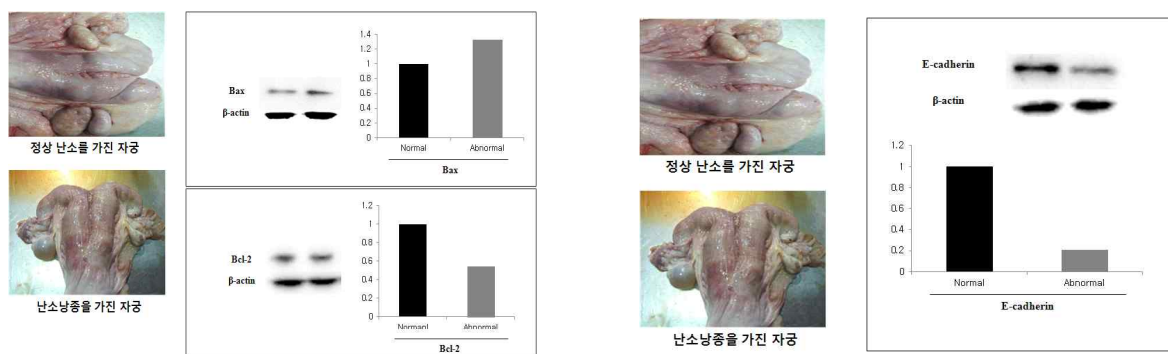 정상 난소를 가진 자궁
난소낭종을 가진 자궁
Bax
β-actin
1.4
1.2
1
0.8
0.6
0.4
0.2
0
Normal
Abnormal
Bax
Bcl-2
β-actin
1.2
1
0.8
0.6
0.4
0.2
0
Normanl
Abnormal
Bcl-2
정상 난소를 가진 자궁
난소낭종을 가진 자궁
E-cadherin
β-actin
1.2
1
0.8
0.6
0.4
0.2
0
Normal
Abnormal
E-cadherin